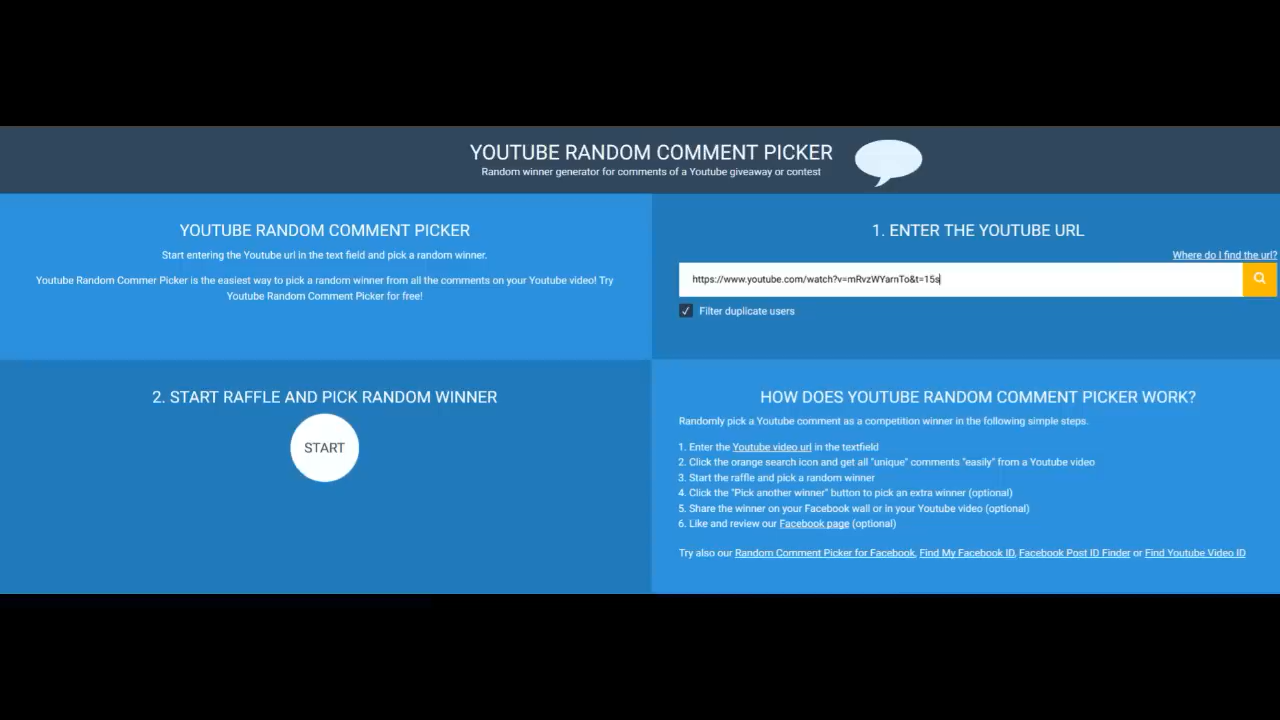 YOUTUBE RANDOM COMMENT PICKER
Random winner generator for comments of a Youtube giveaway or contest
YOUTUBE RANDOM COMMENT PICKER
Start entering the Youtube url in the text field and pick a random winner.
Youtube Random Commer Picker is the easiest way to pick a random winner from all the comments on your Youtube video! Try
Youtube Random Comment Picker for free!
1. ENTER THE YOUTUBE URL
Where do I find the url?
https://www.youtube.com/watch?v=mRvzWYarnTo&t=15s
Filter duplicate users
2. START RAFFLE AND PICK RANDOM WINNER
START
HOW DOES YOUTUBE RANDOM COMMENT PICKER WORK?
Randomly pick a Youtube comment as a competition winner in the following simple steps.
1. Enter the Youtube video url in the textfield
2. Click the orange search icon and get all "unique" comments "easily" from a Youtube video
3. Start the raffle and pick a random winner
4. Click the "Pick another winner" button to pick an extra winner (optional)
5. Share the winner on your Facebook wall or in your Youtube video (optional)
6. Like and review our Facebook page (optional)
Try also our Random Comment Picker for Facebook, Find My Facebook ID, Facebook Post ID Finder or Find Youtube Video ID